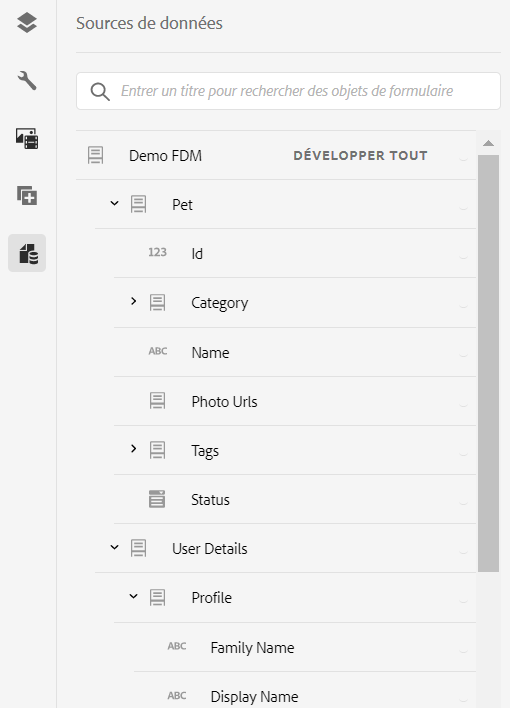 Sources de données
Entrer un titre pour rechercher des objets de formulaire
Demo FDM DÉVELOPPER TOUT
Pet
123 Id
Category
ABC Name
Photo Urls
Tags
Status
User Details
Profile
ABC Family Name
ABC Display Name